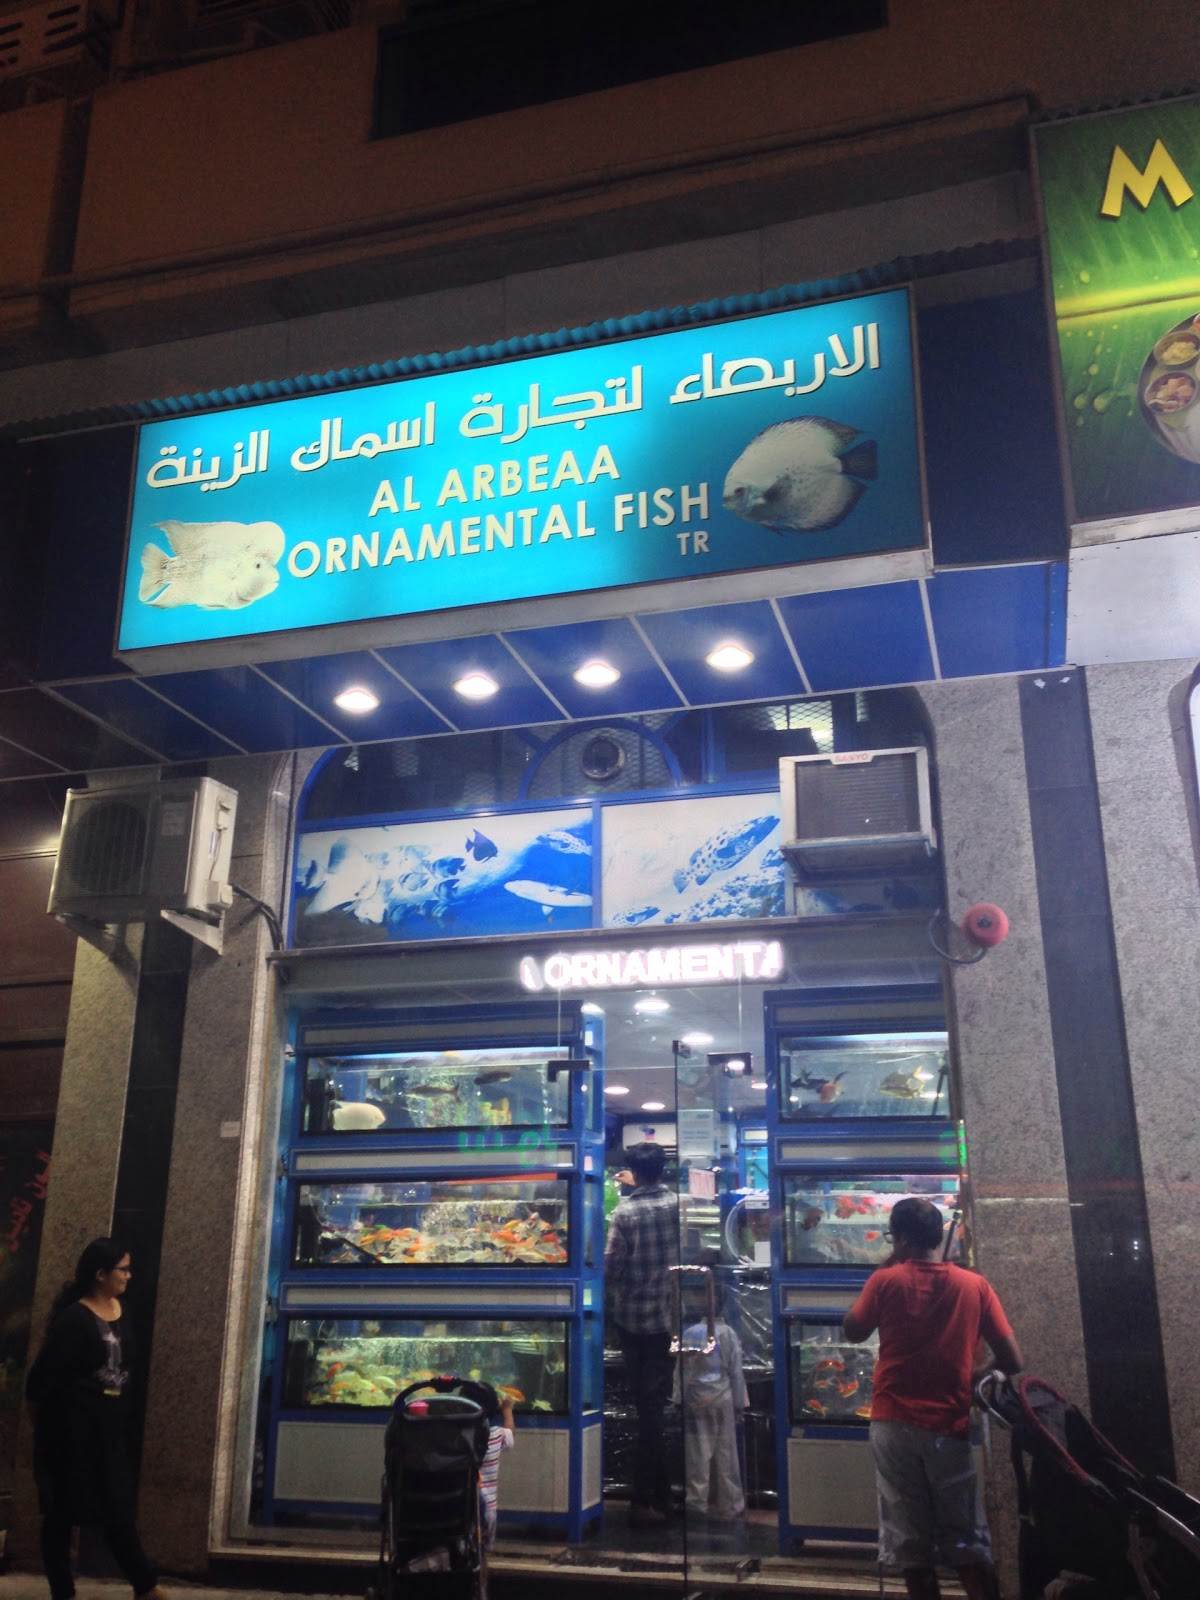 الاربعاء لتجارة اسماك الزينة
AL ARBEAA
ORNAMENTAL FISH
TR
M
SANYO
ORNAMENTA